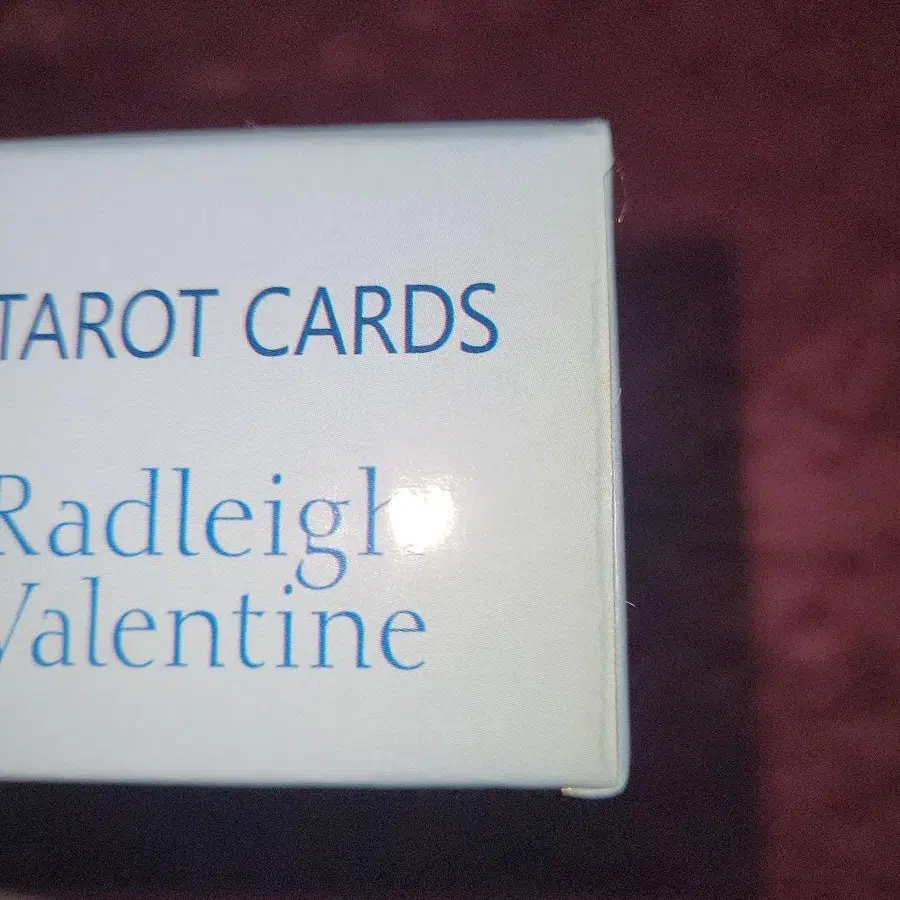 TAROT CARDS
Radleigh
Valentine